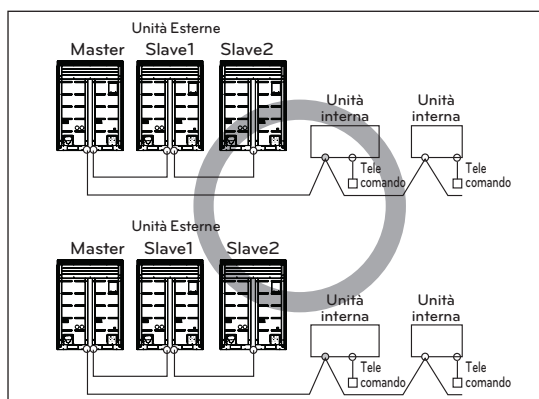 Unità Esterne
Master Slave1 Slave2
Unità
interna
Unità
interna
Tele
comando
Tele
comando
Unità Esterne
Master Slave1 Slave2
Unità
interna
Unità
interna
Tele
comando
Tele
comando